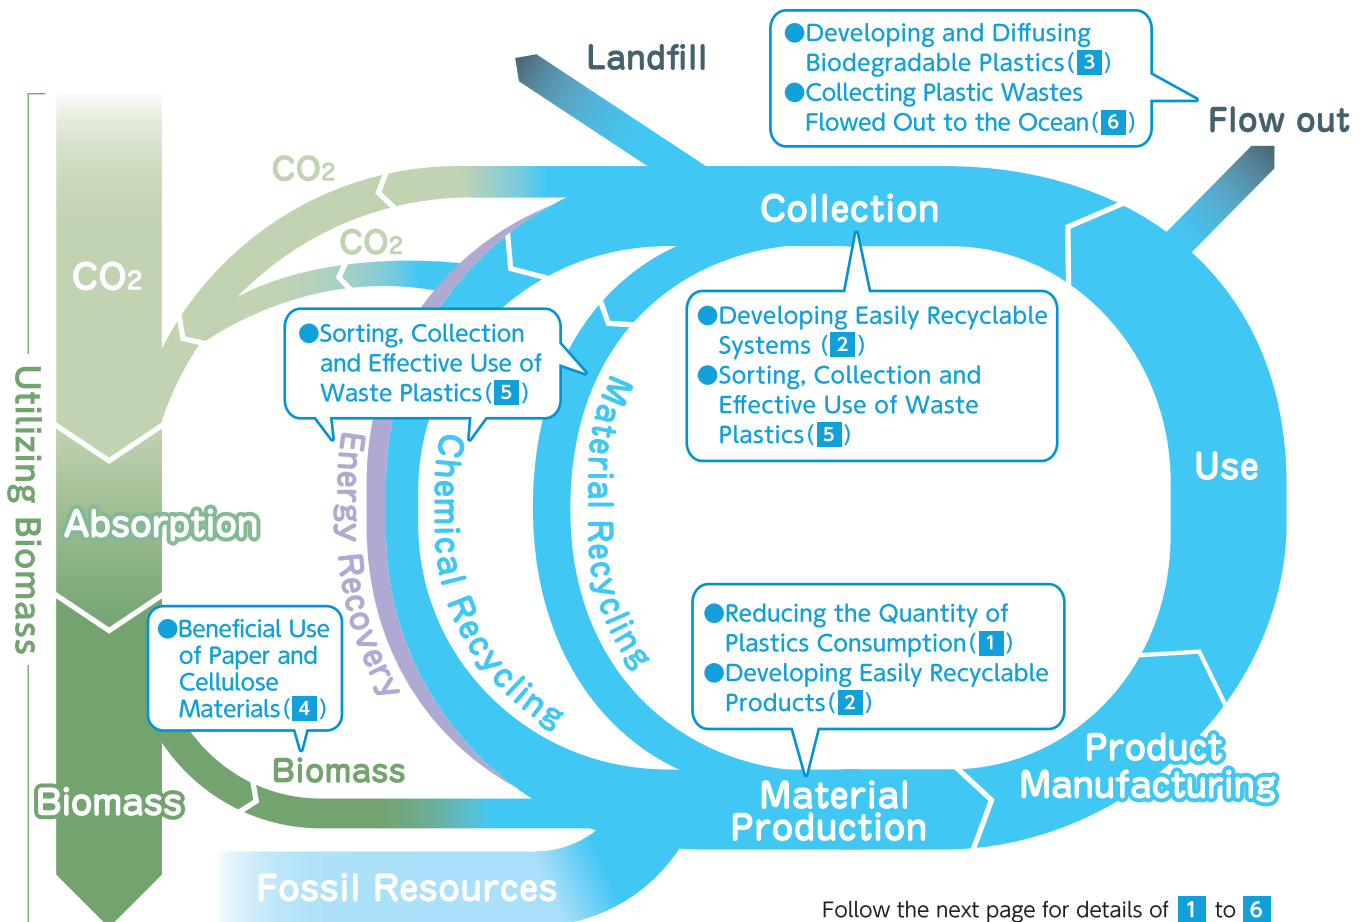 ●Developing and Diffusing
Biodegradable Plastics(3)
●Collecting Plastic Wastes
Flowed Out to the Ocean(6)
Landfill
Flow out
CO2
CO2
CO2
Collection
●Sorting, Collection
and Effective Use of
Waste Plastics(5)
●Developing Easily Recyclable
Systems (2)
●Sorting, Collection and
Effective Use of Waste
Plastics(5)
Utilizing Biomass
Absorption
Energy Recovery
Chemical Recycling
Material Recycling
Use
●Beneficial Use
of Paper and
Cellulose
Materials(4)
●Reducing the Quantity of
Plastics Consumption(1)
●Developing Easily Recyclable
Products(2)
Biomass
Biomass
Product
Manufacturing
Material
Production
Fossil Resources
Follow the next page for details of 1 to 6